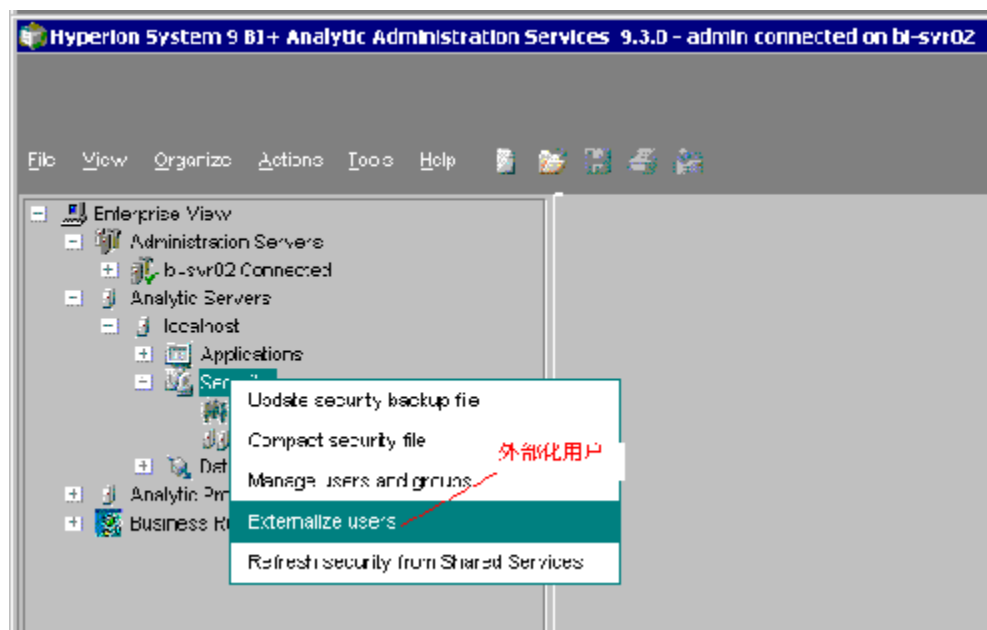 Hyperion System 9 BI+ Analytic Administration Services 9.3.0 - admin connected on bi-svr02
File View Organize Actions Tools Help
Enterprise View
Administration Servers
bi-svr02 Connected
Analytic Servers
localhost
Applications
Sec
Update security backup file
Compact security file
外部化用户
Dat
Manage users and groups
Analytic Pro
Externalize users
Business R
Refresh security from Shared Services